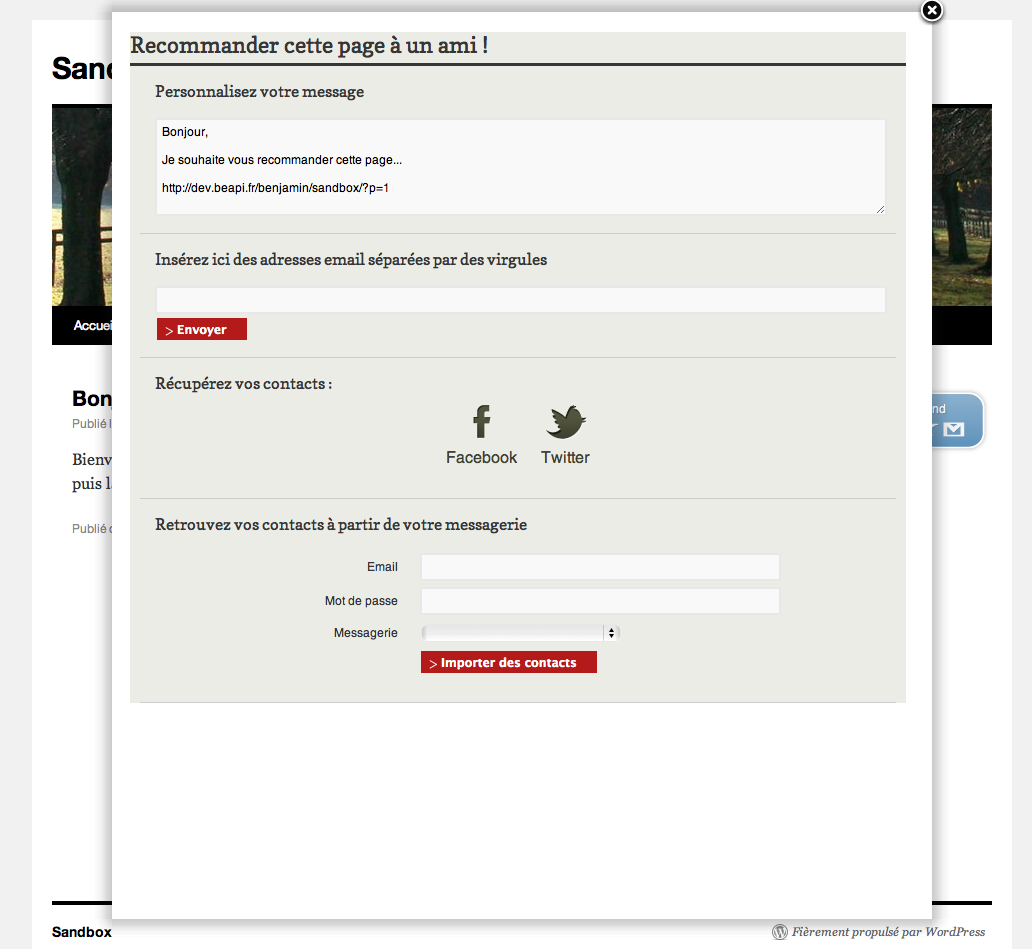 Recommander cette page à un ami !
Personnalisez votre message
Bonjour,
Je souhaite vous recommander cette page...
http://dev.beapi.fr/benjamin/sandbox/?p=1
Insérez ici des adresses email séparées par des virgules
> Envoyer
Récupérez vos contacts :
Facebook Twitter
Retrouvez vos contacts à partir de votre messagerie
Email
Mot de passe
Messagerie
> Importer des contacts
Sand
Accuei
Bon
Publié
Bienv
puis l
Publié
nd
Sandbox
Fièrement propulsé par WordPress